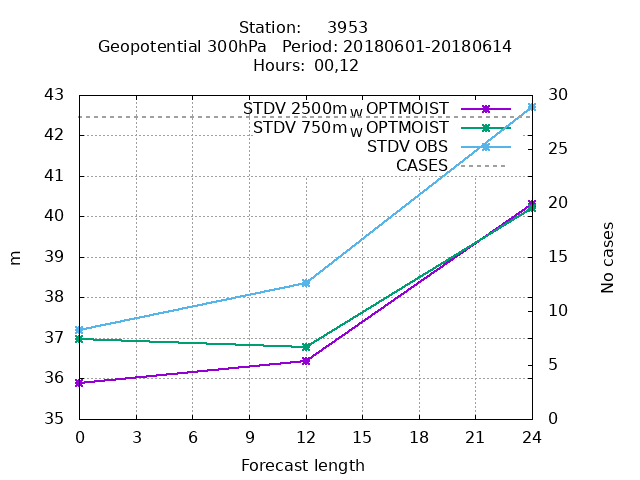 Station: 3953
Geopotential 300hPa Period: 20180601-20180614
Hours: 00,12
STDV 2500m_W OPTMOIST
STDV 750m_W OPTMOIST
STDV OBS
CASES
43
42
41
40
39
38
37
36
35
m
30
25
20
15
10
5
0
No cases
0 3 6 9 12 15 18 21 24
Forecast length